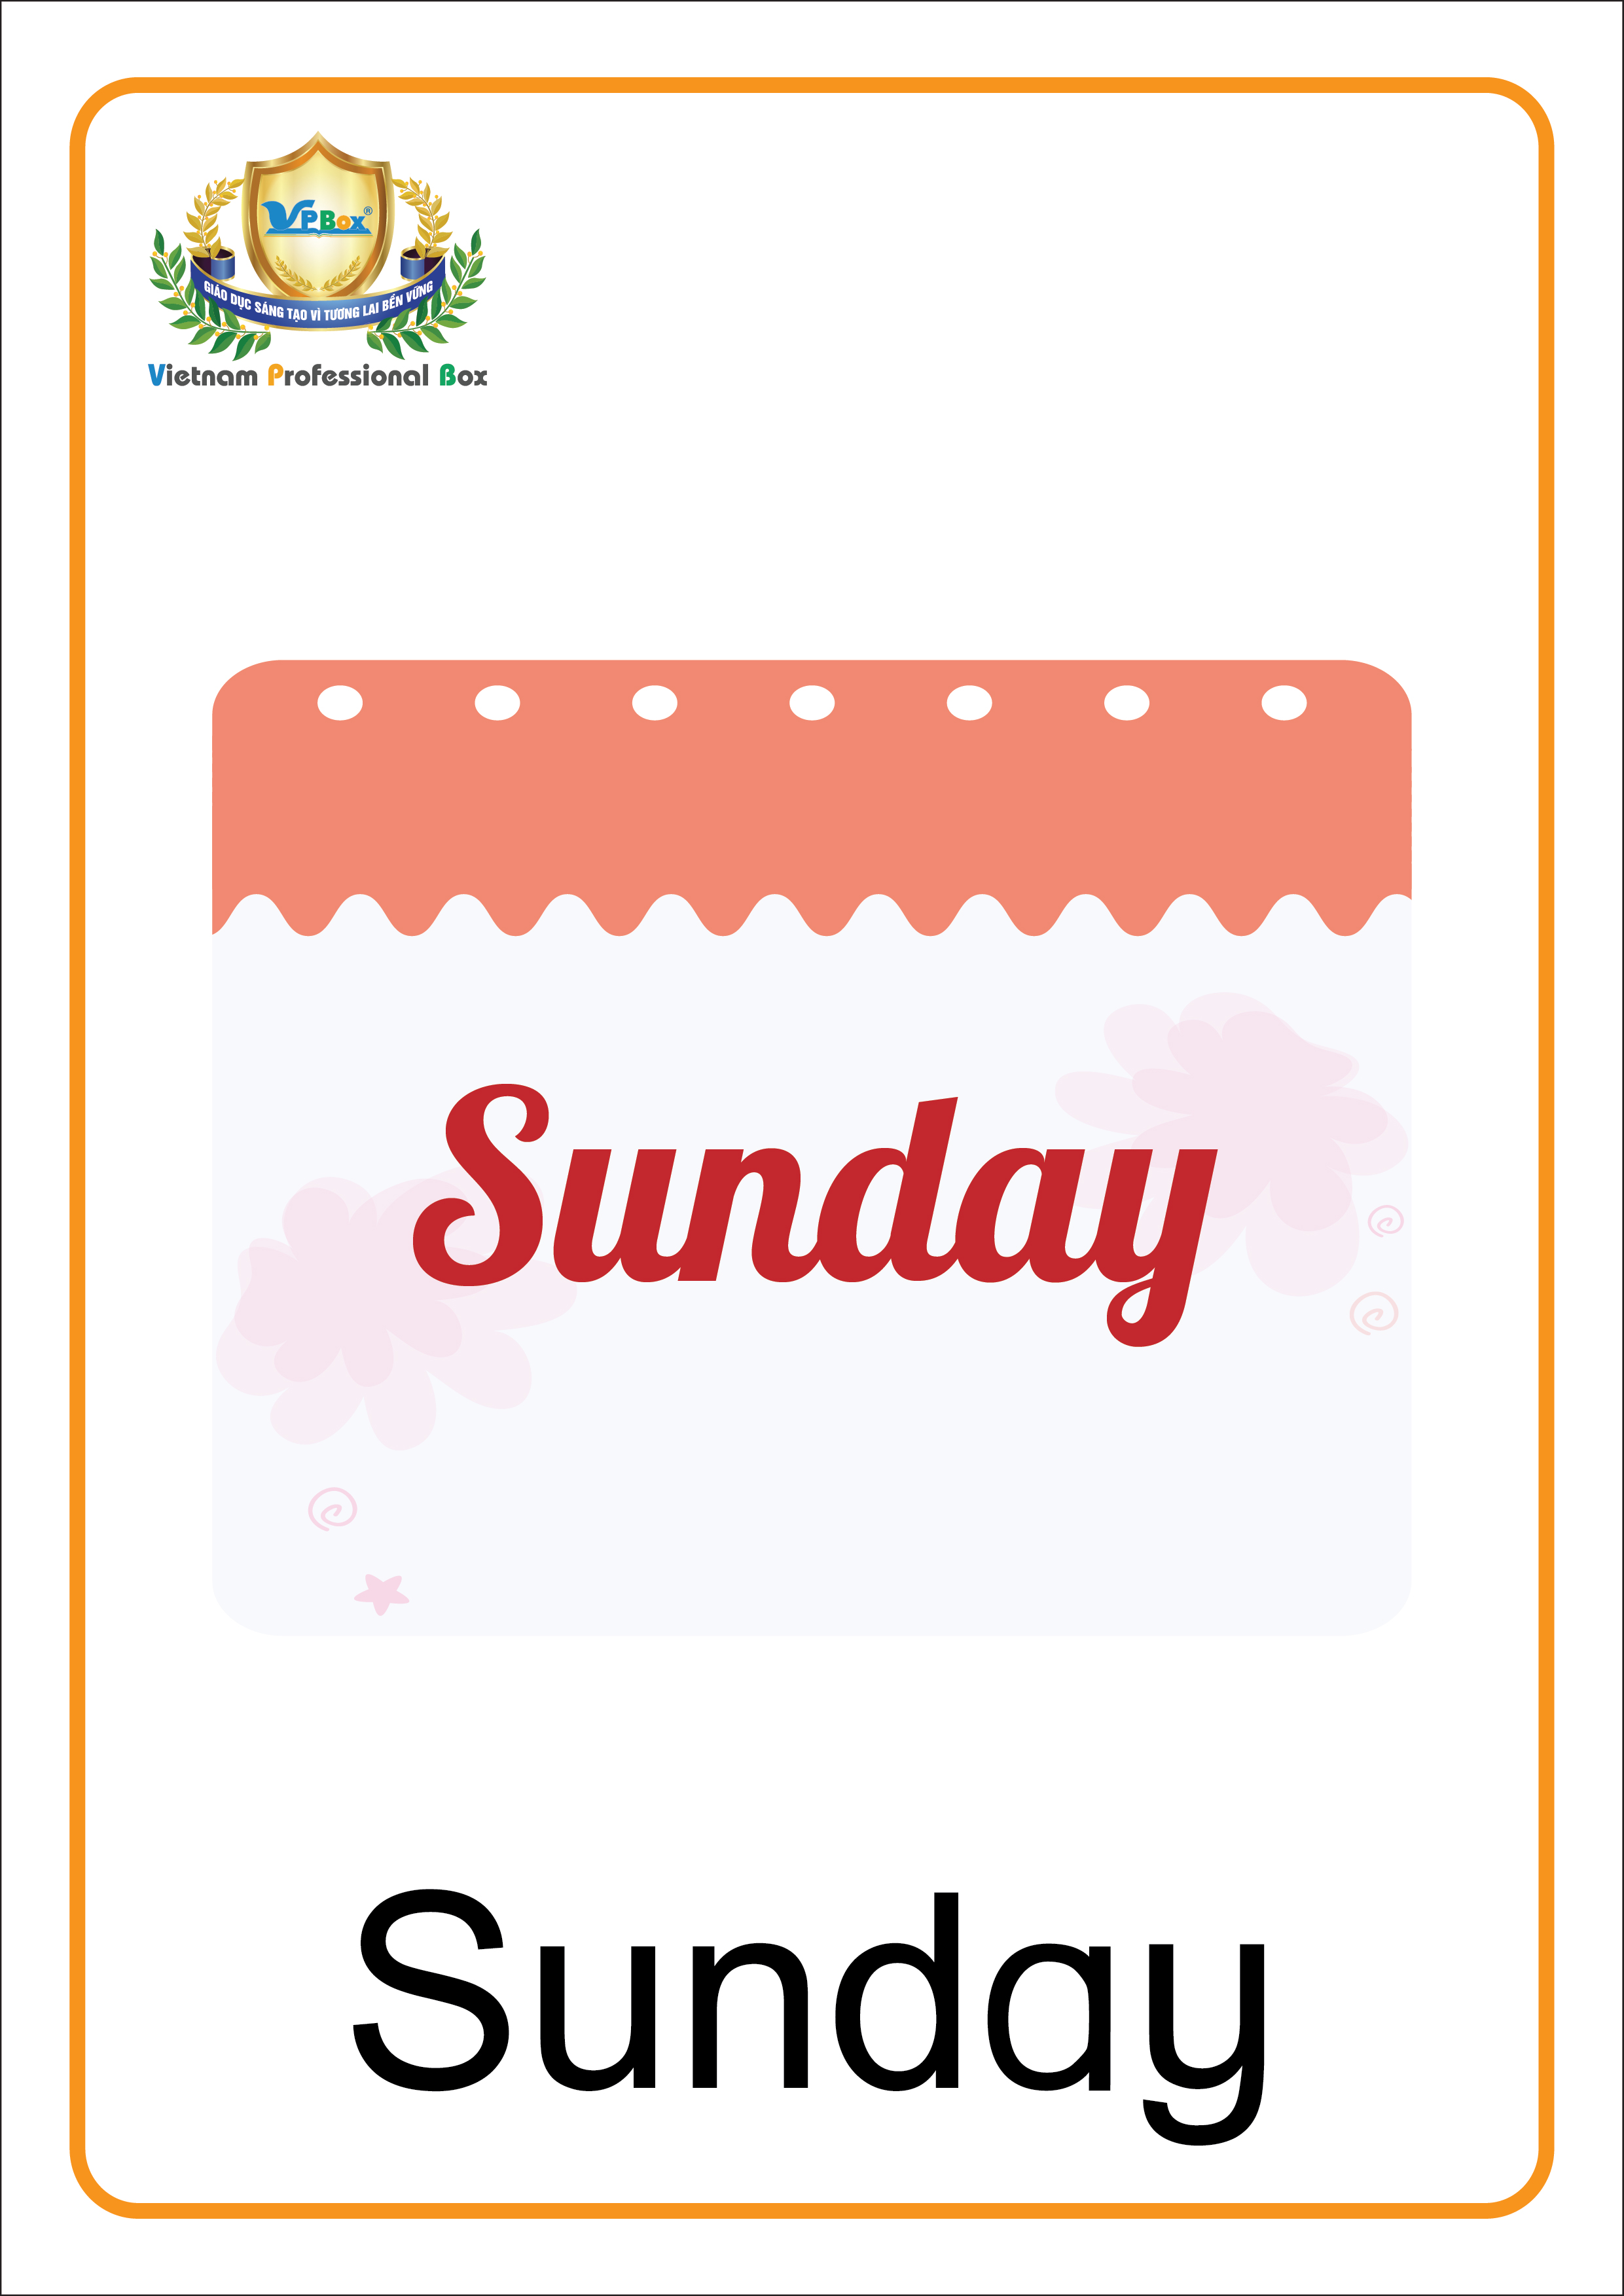 VPBox®
GIÁO DỤC SÁNG TẠO VÌ TƯƠNG LAI BỀN VỮNG
Vietnam Professional Box
Sunday
Sunday